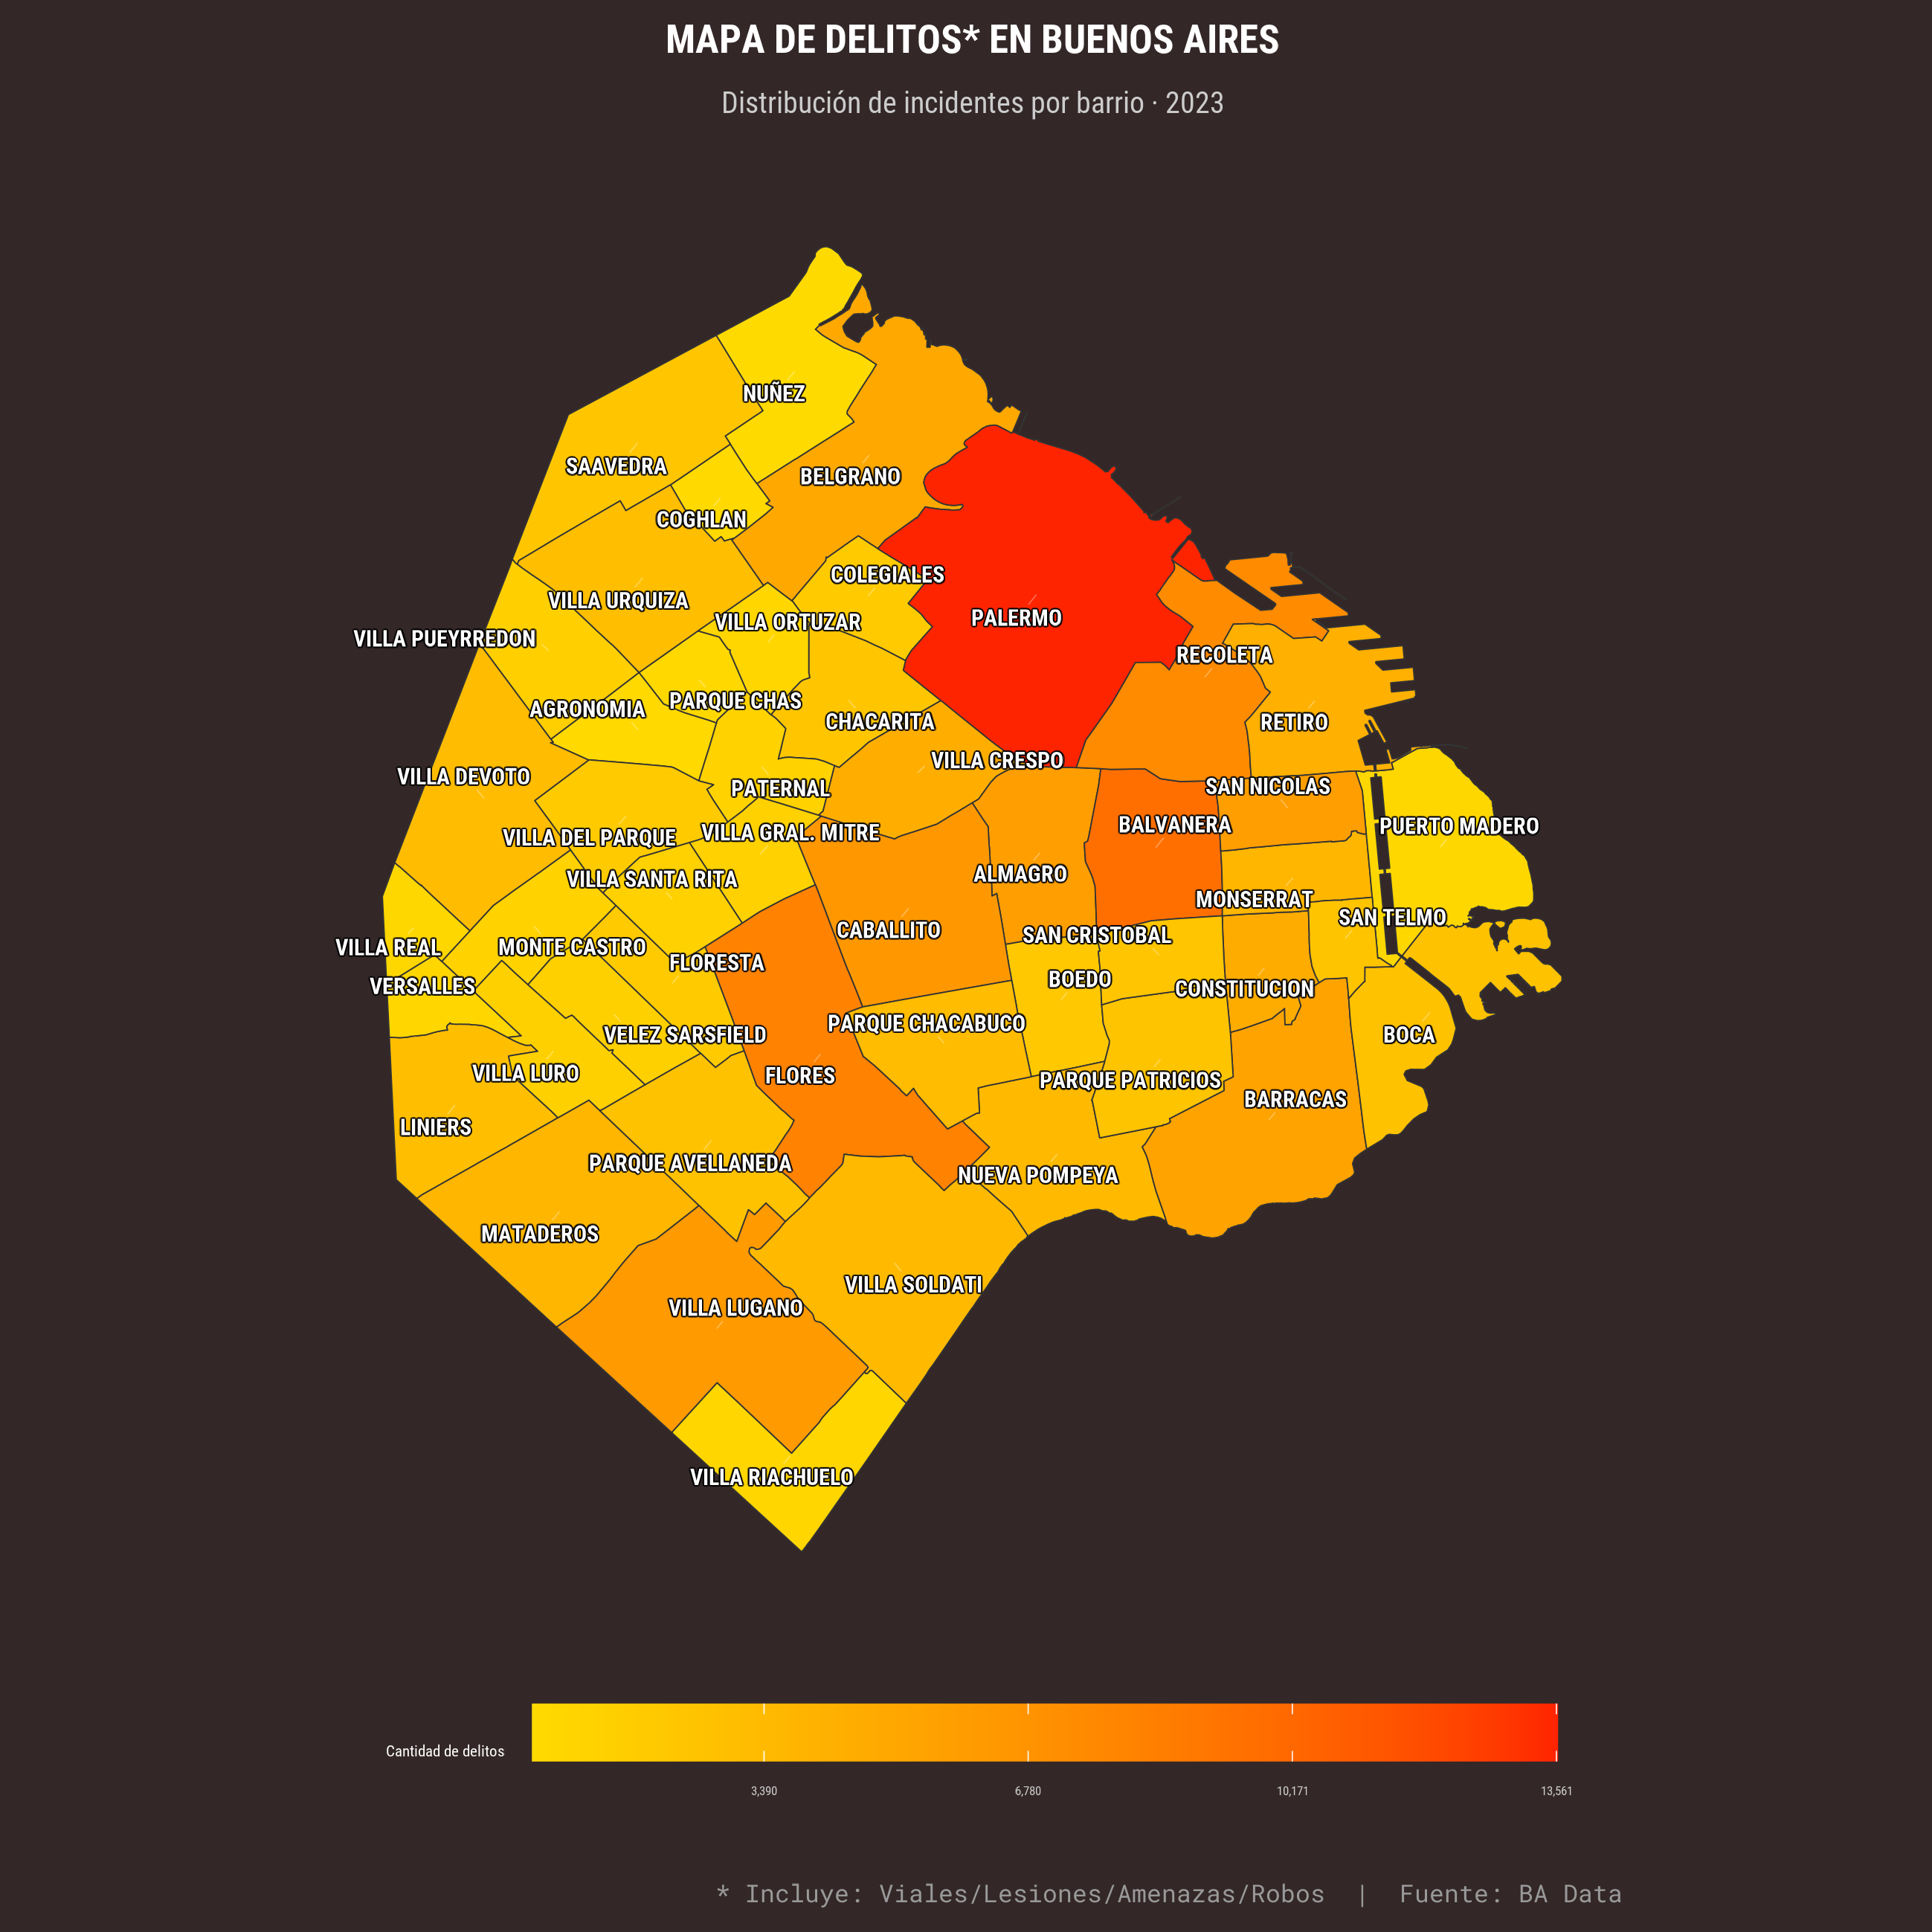 MAPA DE DELITOS* EN BUENOS AIRES
Distribución de incidentes por barrio · 2023
NUÑEZ
SAAVEDRA
BELGRANO
COGHLAN
COLEGIALES
VILLA URQUIZA
PALERMO
VILLA ORTUZAR
VILLA PUEYRREDON
RECOLETA
PARQUE CHAS
AGRONOMIA
CHACARITA
RETIRO
VILLA CRESPO
VILLA DEVOTO
SAN NICOLAS
PATERNAL
BALVANERA
PUERTO MADERO
VILLA GRAL. MITRE
VILLA DEL PARQUE
ALMAGRO
VILLA SANTA RITA
MONSERRAT
SAN TELMO
CABALLITO
SAN CRISTOBAL
VILLA REAL
MONTE CASTRO
FLORESTA
BOEDO
VERSALLES
CONSTITUCION
PARQUE CHACABUCO
VELEZ SARSFIELD
BOCA
VILLA LURO
FLORES
PARQUE PATRICIOS
BARRACAS
LINIERS
PARQUE AVELLANEDA
NUEVA POMPEYA
MATADEROS
VILLA SOLDATI
VILLA LUGANO
VILLA RIACHUELO
Cantidad de delitos
3,390
6,780
10,171
13,561
* Incluye: Viales/Lesiones/Amenazas/Robos | Fuente: BA Data